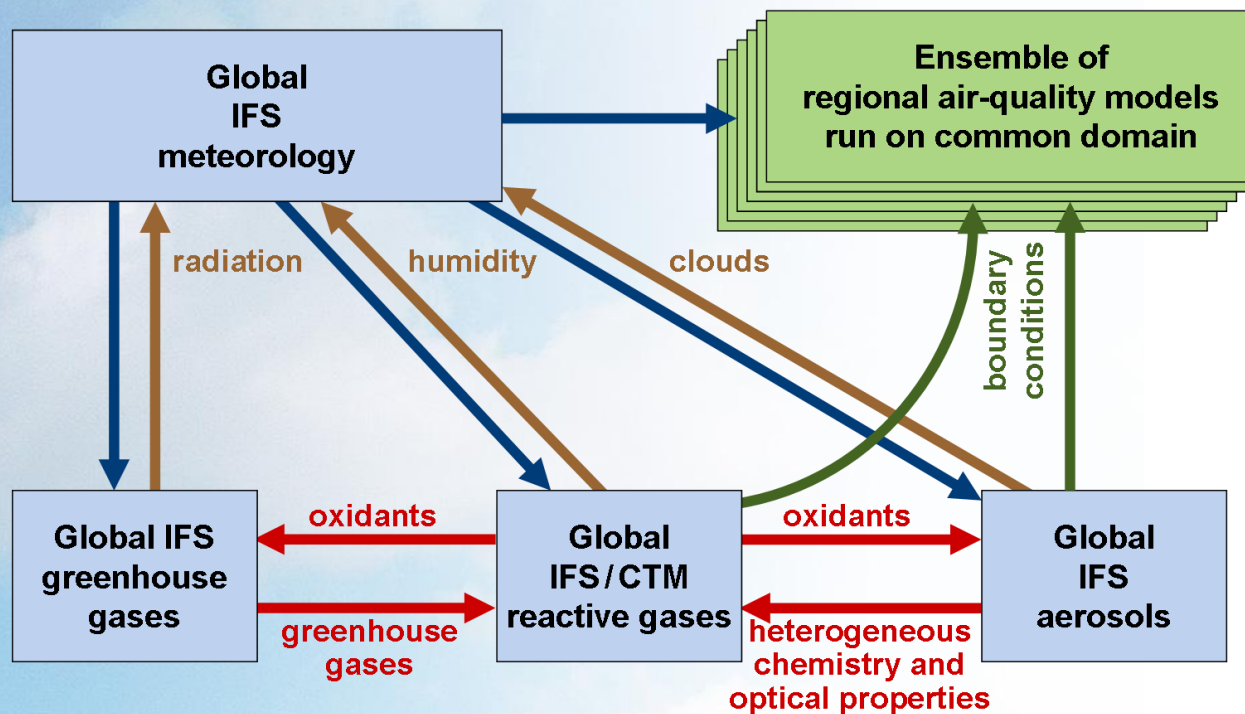 Global
IFS
meteorology
Ensemble of
regional air-quality models
run on common domain
radiation
humidity
clouds
boundary
conditions
oxidants
oxidants
Global IFS
greenhouse
gases
Global
IFS/CTM
reactive gases
Global
IFS
aerosols
greenhouse
gases
heterogeneous
chemistry and
optical properties